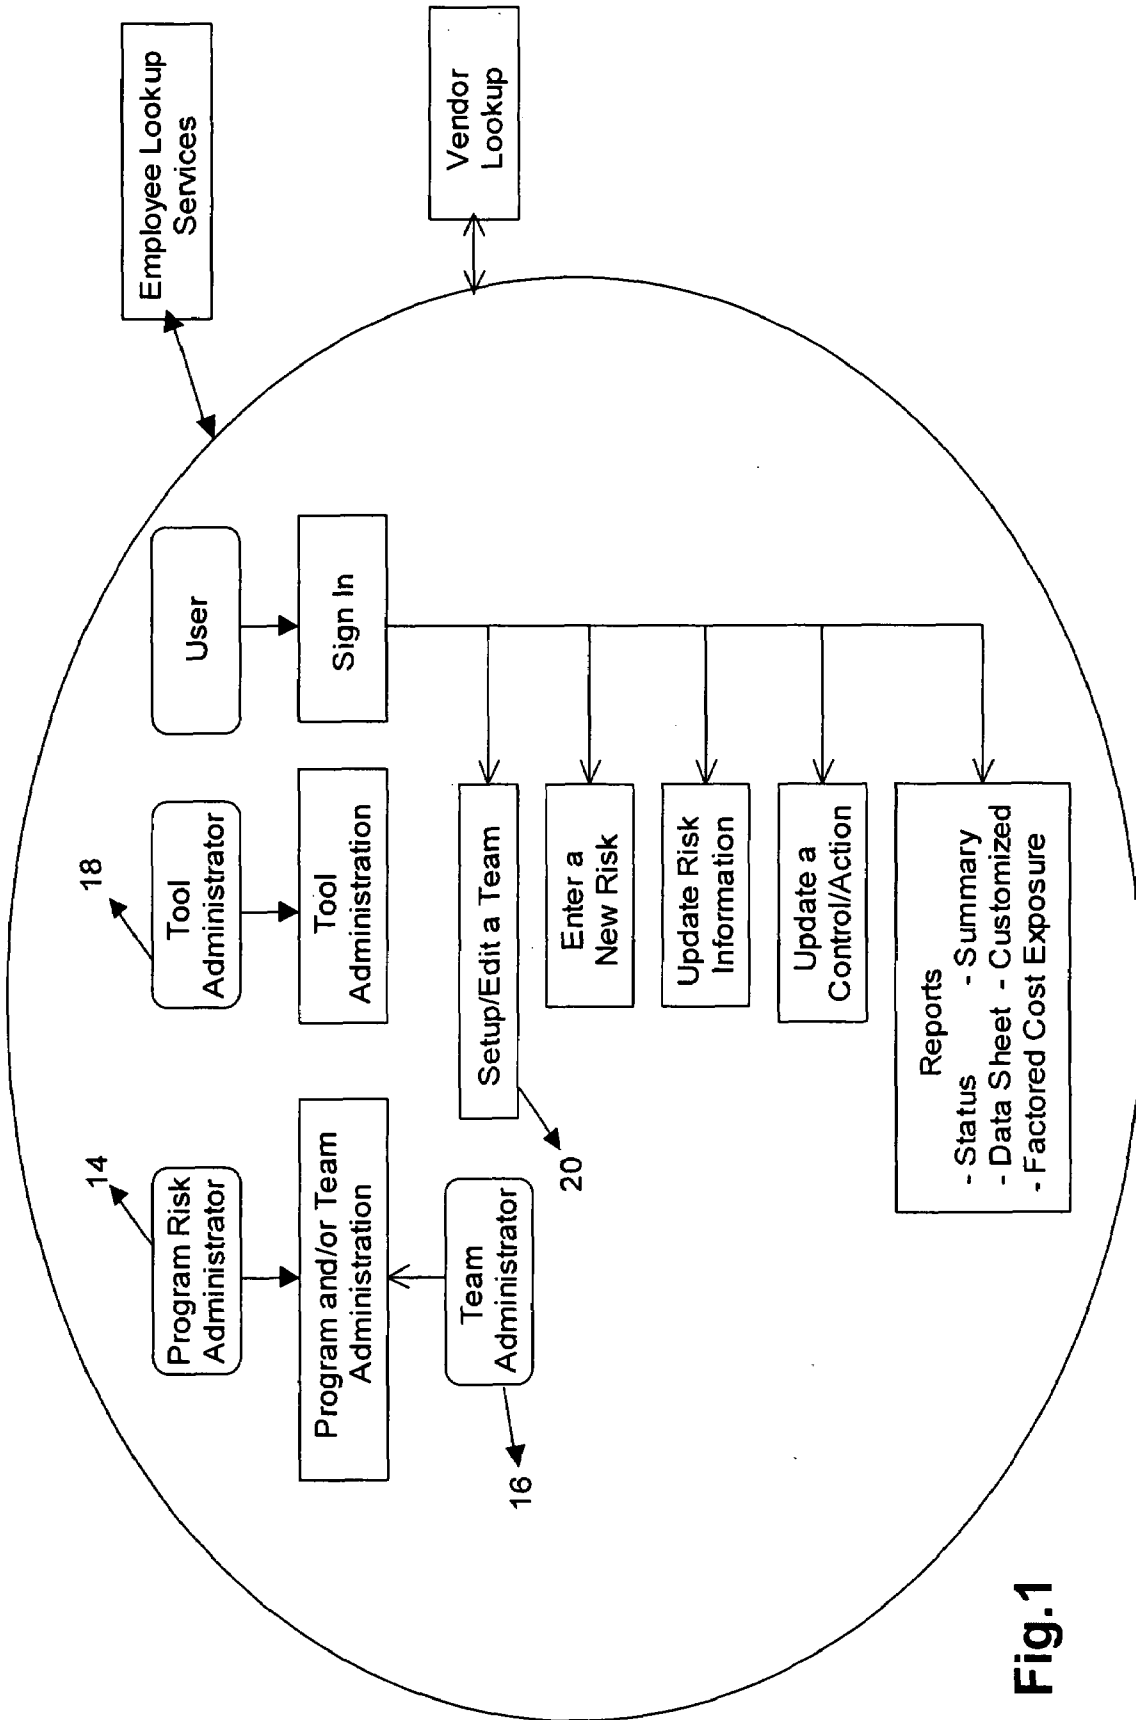 14
Program Risk
Administrator
Program and/or Team
Administration
Team
Administrator
16
18
Tool
Administrator
Tool
Administration
User
Sign In
Setup/Edit a Team
20
Enter a
New Risk
Update Risk
Information
Update a
Control/Action
Reports
- Status - Summary
- Data Sheet - Customized
- Factored Cost Exposure
Employee Lookup
Services
Vendor
Lookup
Fig.1